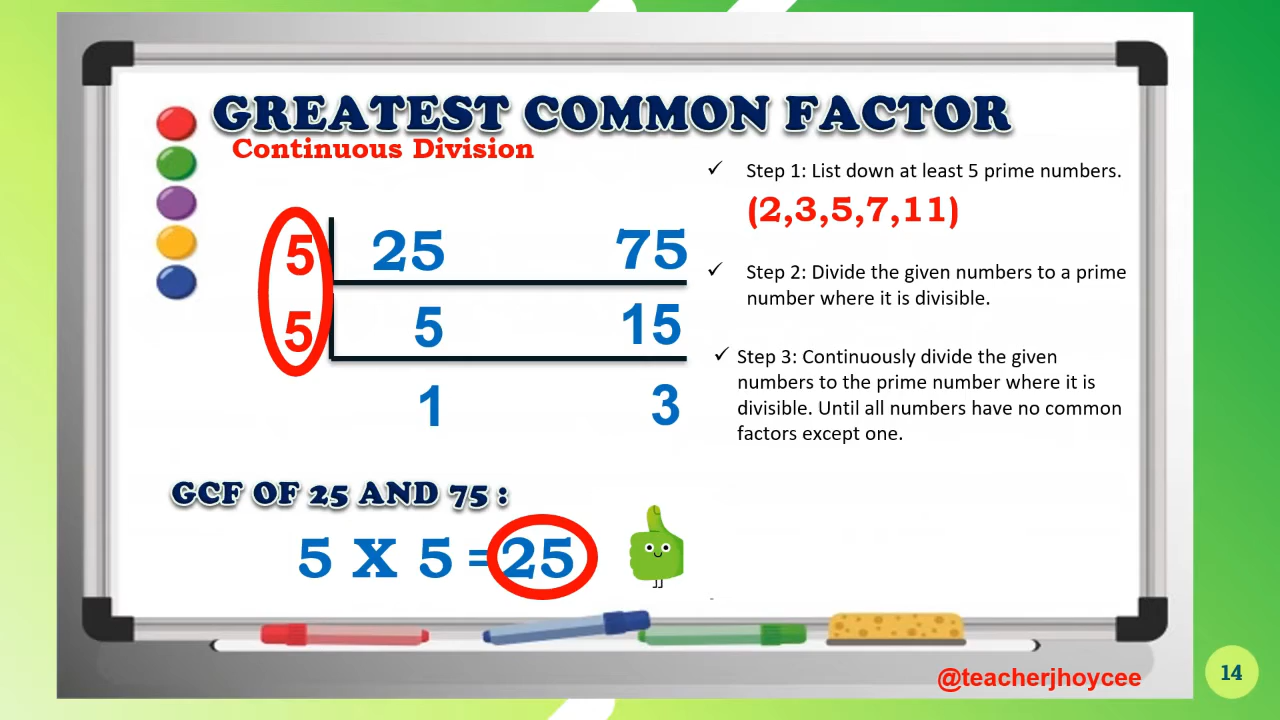 GREATEST COMMON FACTOR
Continuous Division
5 25 75
5 5 15
1 3
GCF OF 25 AND 75 :
5 X 5 = 25
✓ Step 1: List down at least 5 prime numbers.
(2,3,5,7,11)
✓ Step 2: Divide the given numbers to a prime
number where it is divisible.
✓ Step 3: Continuously divide the given
numbers to the prime number where it is
divisible. Until all numbers have no common
factors except one.
@teacherjhoycee
14